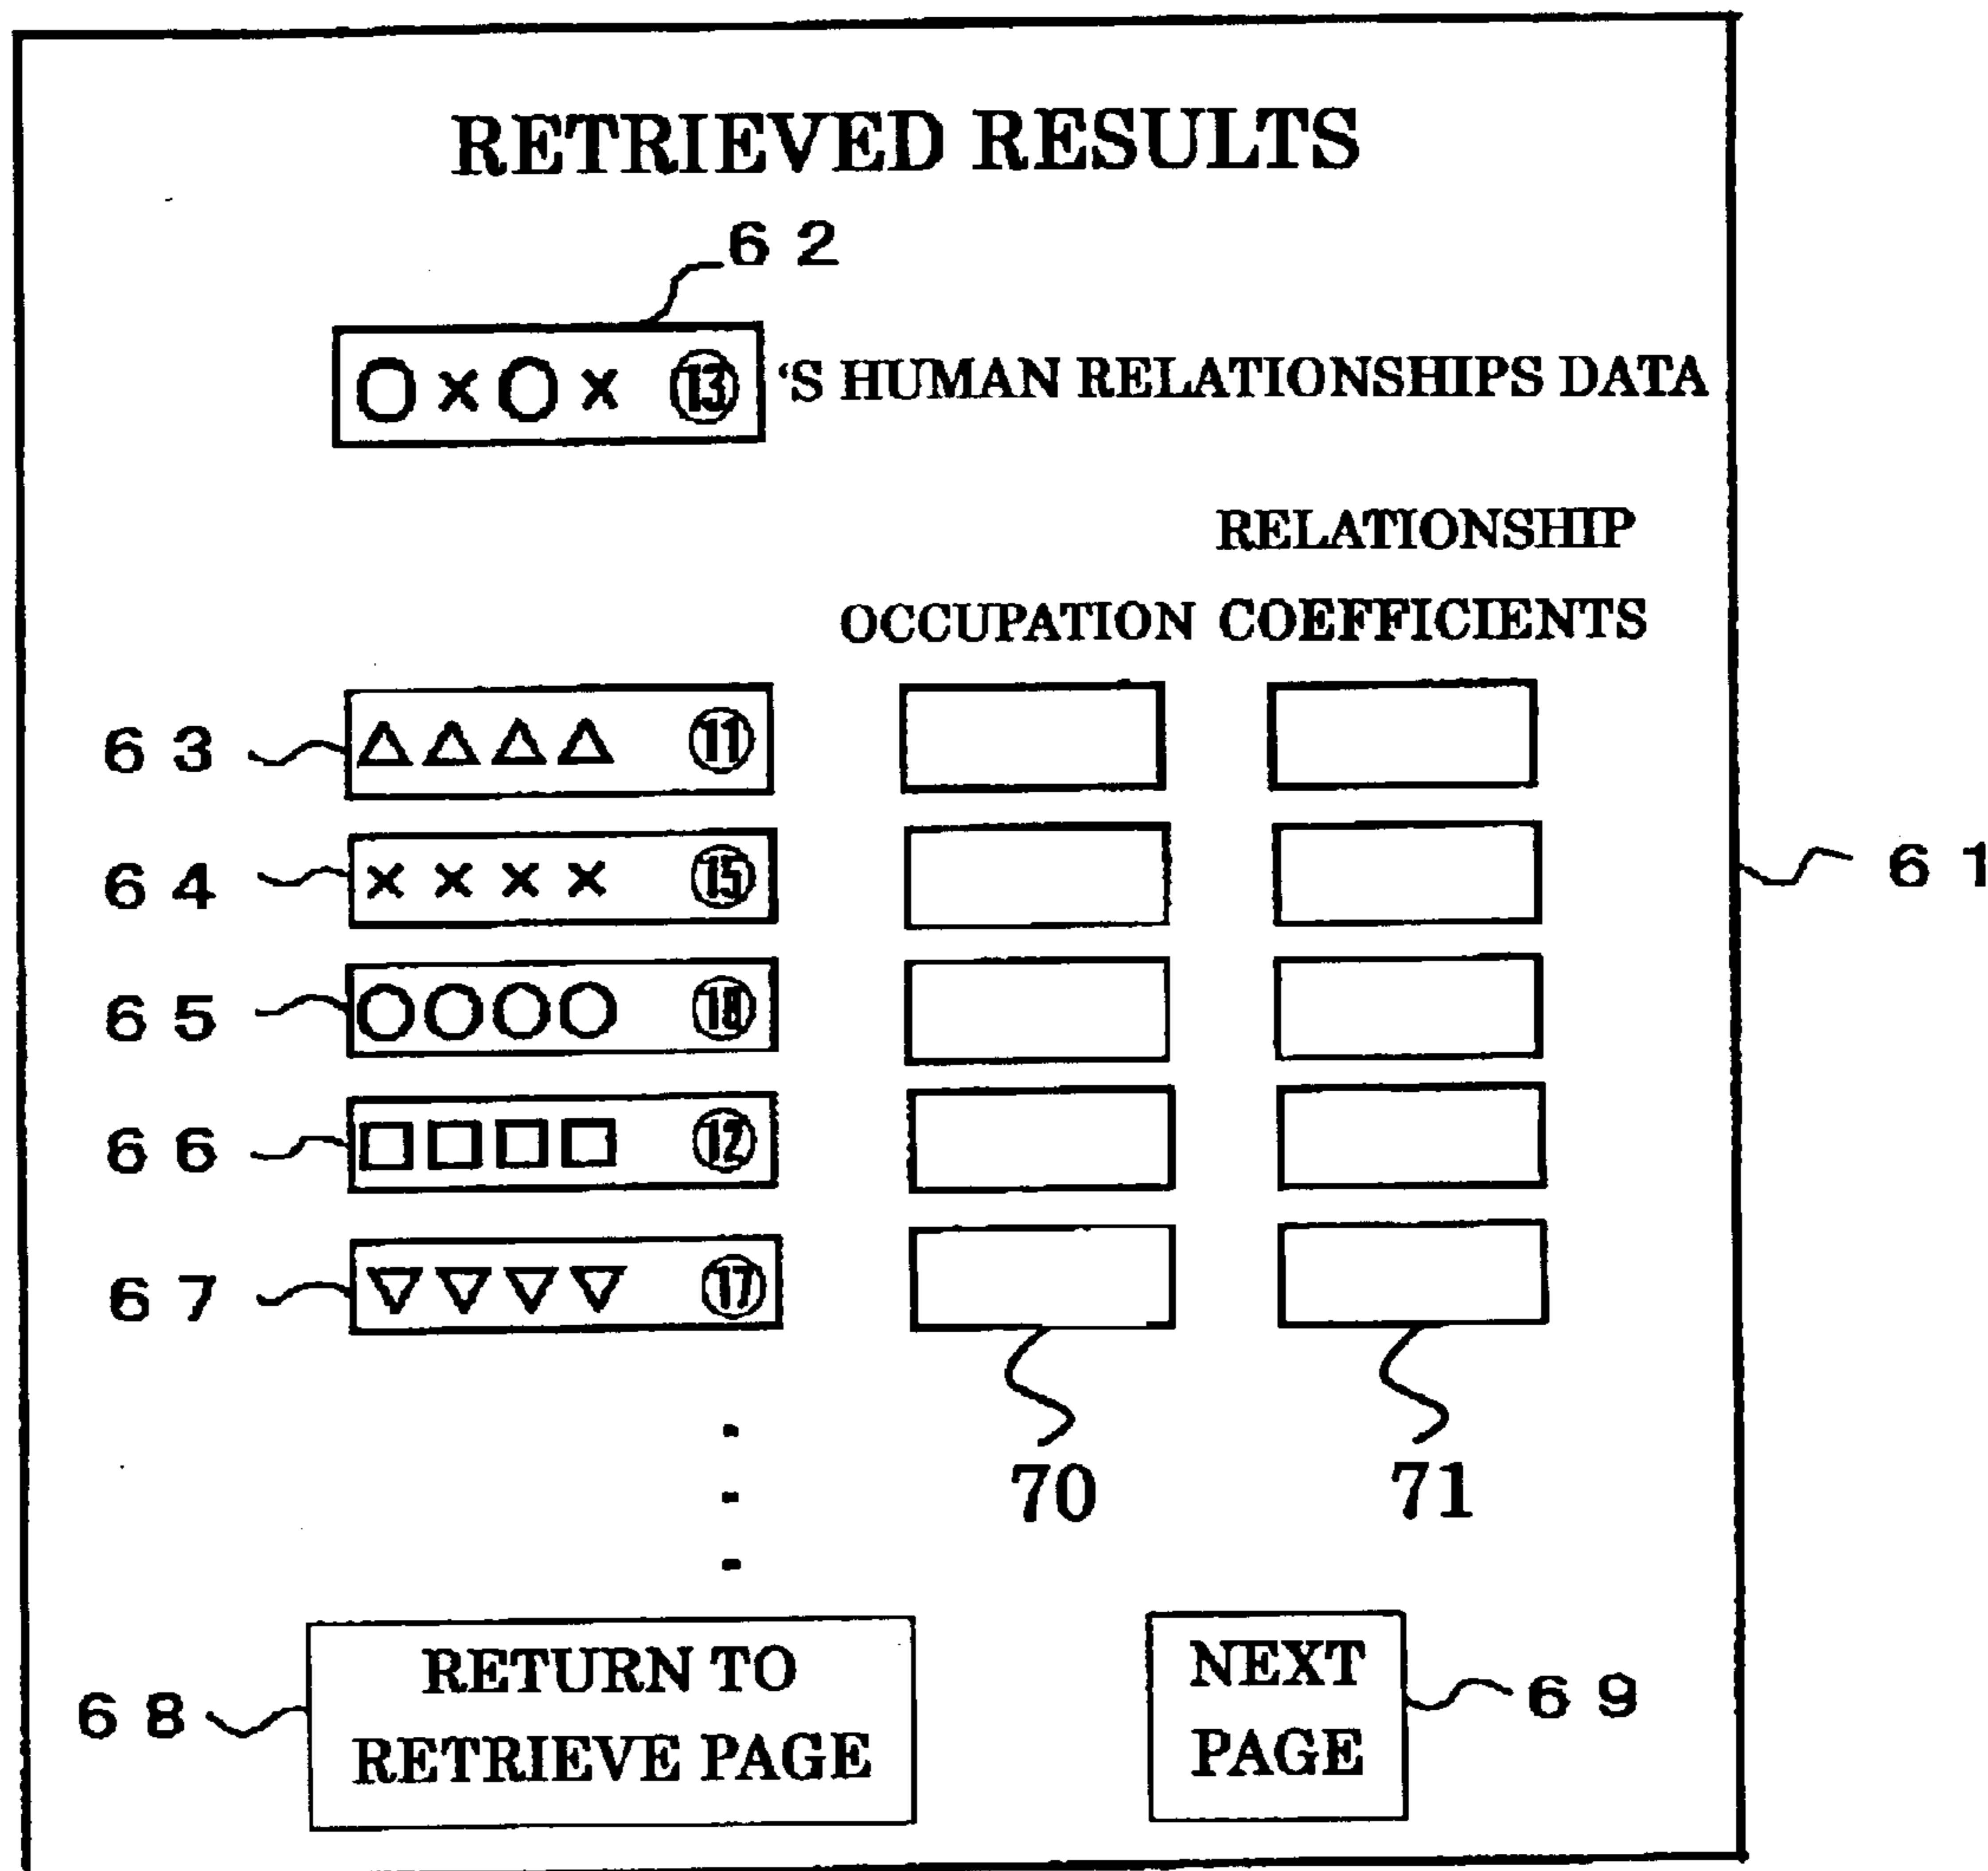 RETRIEVED RESULTS
62
○×○× ⑬ 'S HUMAN RELATIONSHIPS DATA
RELATIONSHIP
OCCUPATION COEFFICIENTS
63 △△△△ ⑪
64 ×××× ⑮
61
65 ○○○○ ⑱
66 □□□□ ⑫
67 ▽▽▽▽ ⑰
70 71
RETURN TO
RETRIEVE PAGE
68
NEXT
PAGE
69